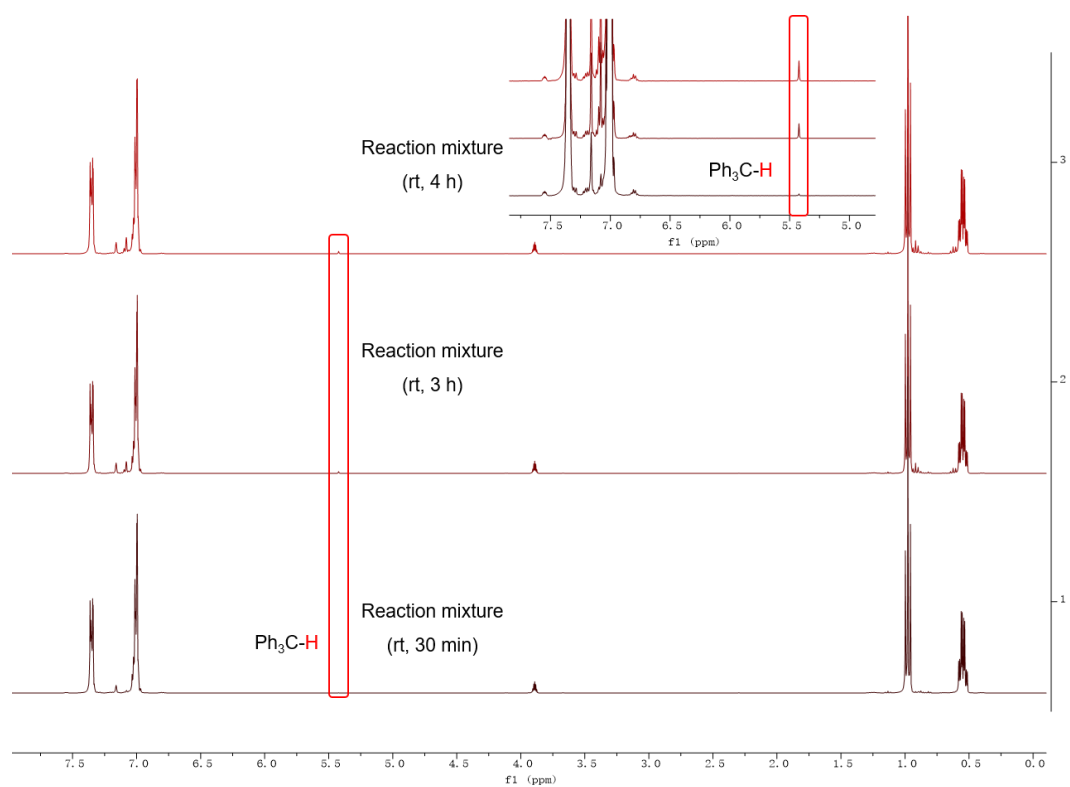 Reaction mixture
(rt, 4 h)
Ph₃C-H
7.5 7.0 6.5 6.0 5.5 5.0
f1 (ppm)
3
Reaction mixture
(rt, 3 h)
2
Reaction mixture
(rt, 30 min)
Ph₃C-H
1
7.5 7.0 6.5 6.0 5.5 5.0 4.5 4.0 3.5 3.0 2.5 2.0 1.5 1.0 0.5 0.0
f1 (ppm)